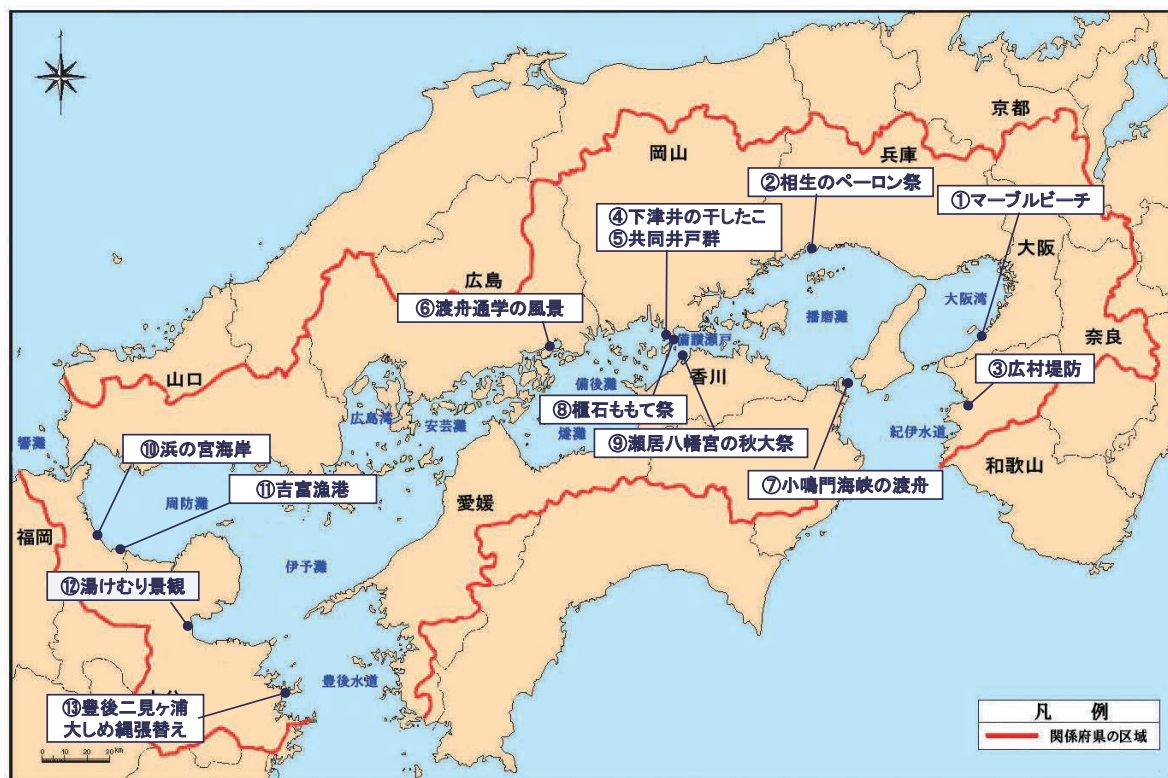 京都
岡山
兵庫
②相生のペーロン祭
①マーブルビーチ
④下津井の干したこ
⑤共同井戸群
大阪
広島
大阪湾
⑥渡舟通学の風景
播磨灘
備讃瀬戸
奈良
山口
香川
③広村堤防
備後灘
広島湾
安芸灘
⑧櫃石ももて祭
紀伊水道
燧灘
響灘
⑨瀬居八幡宮の秋大祭
⑩浜の宮海岸
和歌山
⑪吉富漁港
⑦小鳴門海峡の渡舟
周防灘
愛媛
福岡
伊予灘
⑫湯けむり景観
豊後水道
⑬豊後二見ヶ浦
大しめ縄張替え
凡 例
関係府県の区域
0 10 20km